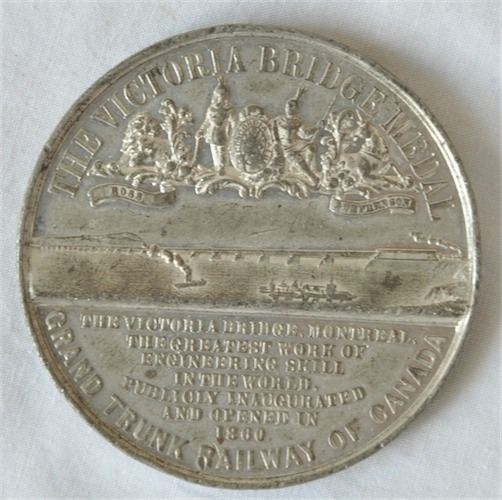 THE VICTORIA BRIDGE MEDAL
ROSS
STEPHENSON
THE VICTORIA BRIDGE, MONTREAL,
THE GREATEST WORK OF
ENGINEERING SKILL
IN THE WORLD,
PUBLICLY INAUGURATED
AND OPENED IN
1860
GRAND TRUNK RAILWAY OF CANADA